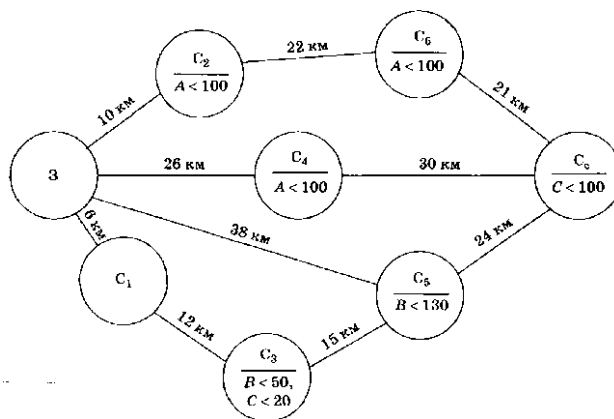 C₂
A < 100
22 км
C₆
A < 100
10 км
21 км
З
26 км
C₄
A < 100
30 км
C < 100
6 км
38 км
24 км
C₁
C₅
B < 130
12 км
15 км
C₃
B < 50,
C < 20